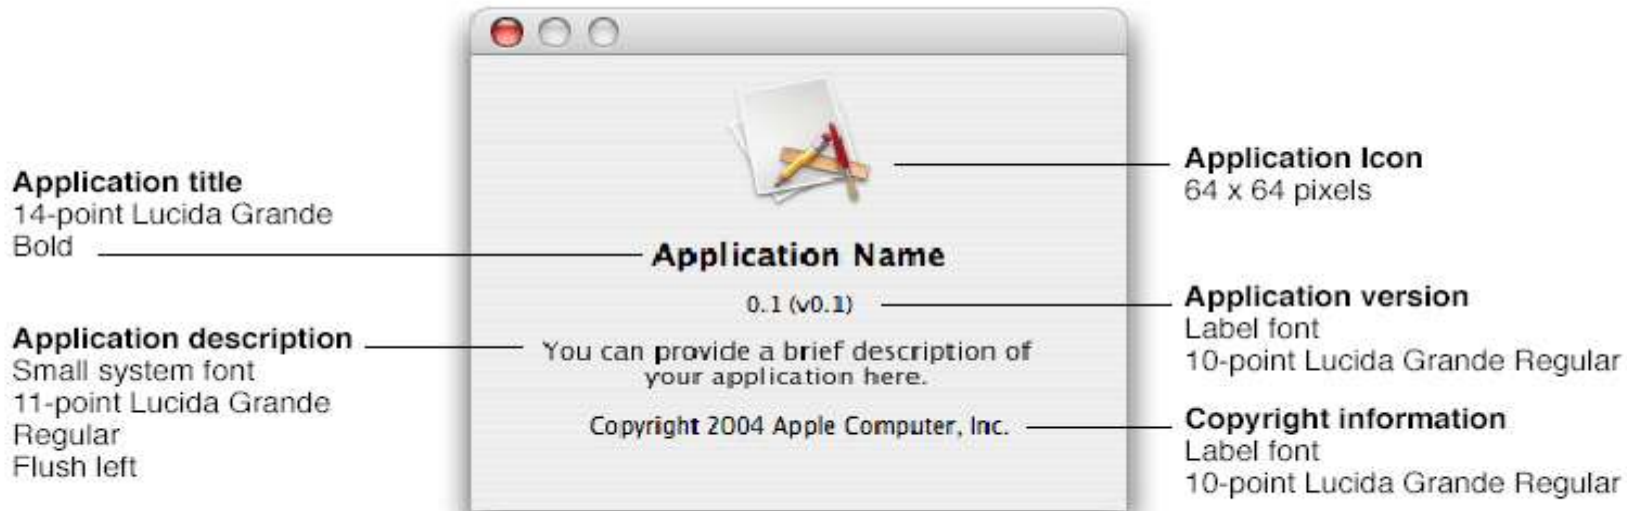 Application title
14-point Lucida Grande
Bold
Application description
Small system font
11-point Lucida Grande
Regular
Flush left
Application Name
0.1 (v0.1)
You can provide a brief description of
your application here.
Copyright 2004 Apple Computer, Inc.
Application Icon
64 x 64 pixels
Application version
Label font
10-point Lucida Grande Regular
Copyright information
Label font
10-point Lucida Grande Regular